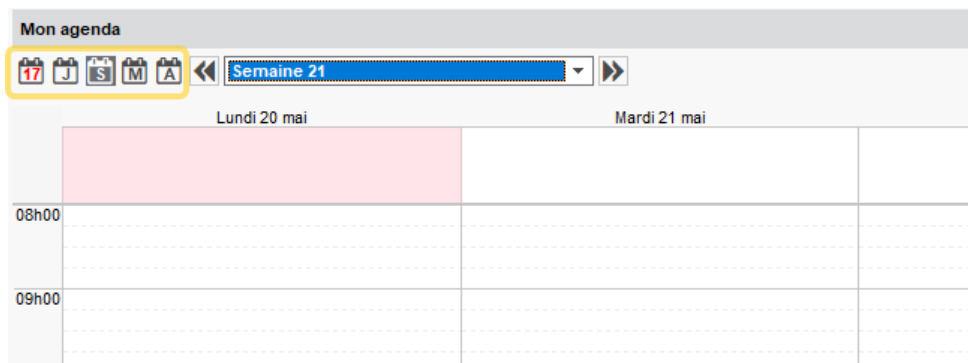 Mon agenda
17 J S M A Semaine 21
Lundi 20 mai Mardi 21 mai
08h00
09h00